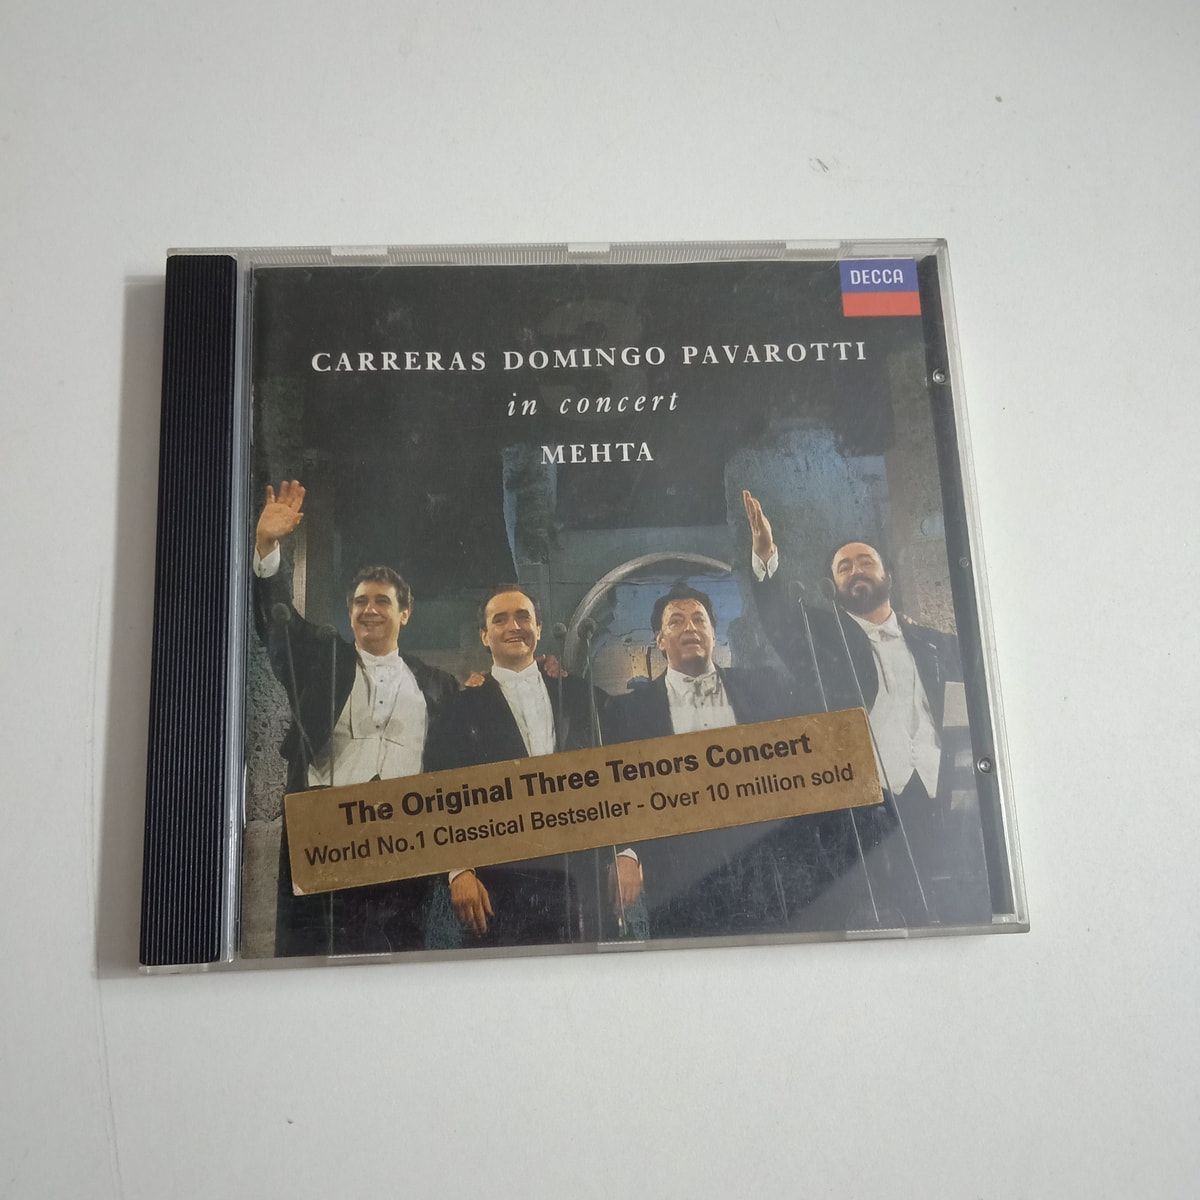 DECCA
3
CARRERAS DOMINGO PAVAROTTI
in concert
MEHTA
The Original Three Tenors Concert
World No.1 Classical Bestseller - Over 10 million sold